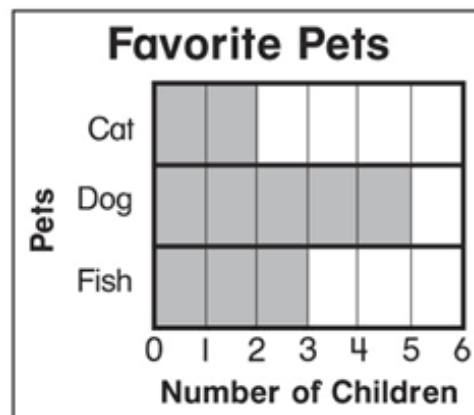 Favorite Pets
Cat
Dog
Fish
Pets
0 1 2 3 4 5 6
Number of Children